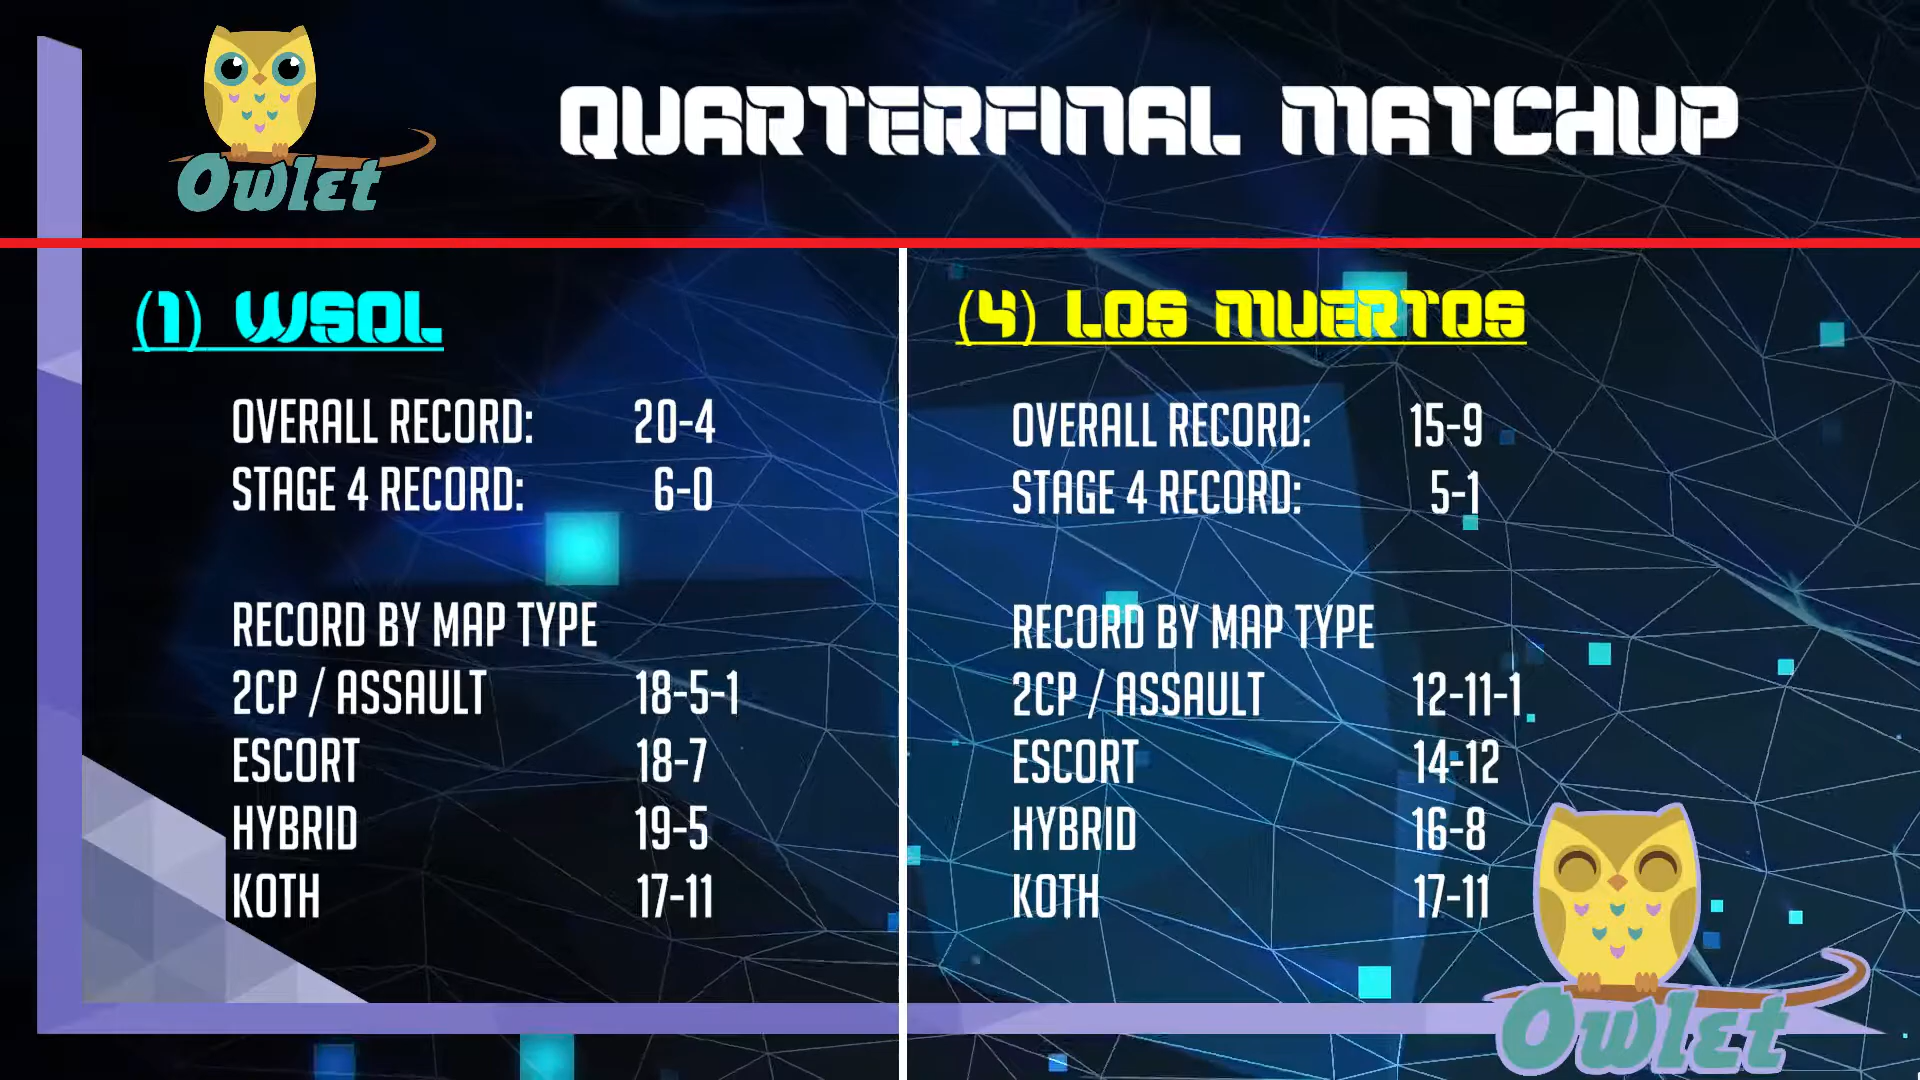 Owlet
QUARTERFINAL MATCHUP
(1) WSOL
OVERALL RECORD: 20-4
STAGE 4 RECORD: 6-0
RECORD BY MAP TYPE
2CP / ASSAULT 18-5-1
ESCORT 18-7
HYBRID 19-5
KOTH 17-11
(4) LOS MUERTOS
OVERALL RECORD: 15-9
STAGE 4 RECORD: 5-1
RECORD BY MAP TYPE
2CP / ASSAULT 12-11-1
ESCORT 14-12
HYBRID 16-8
KOTH 17-11
Owlet